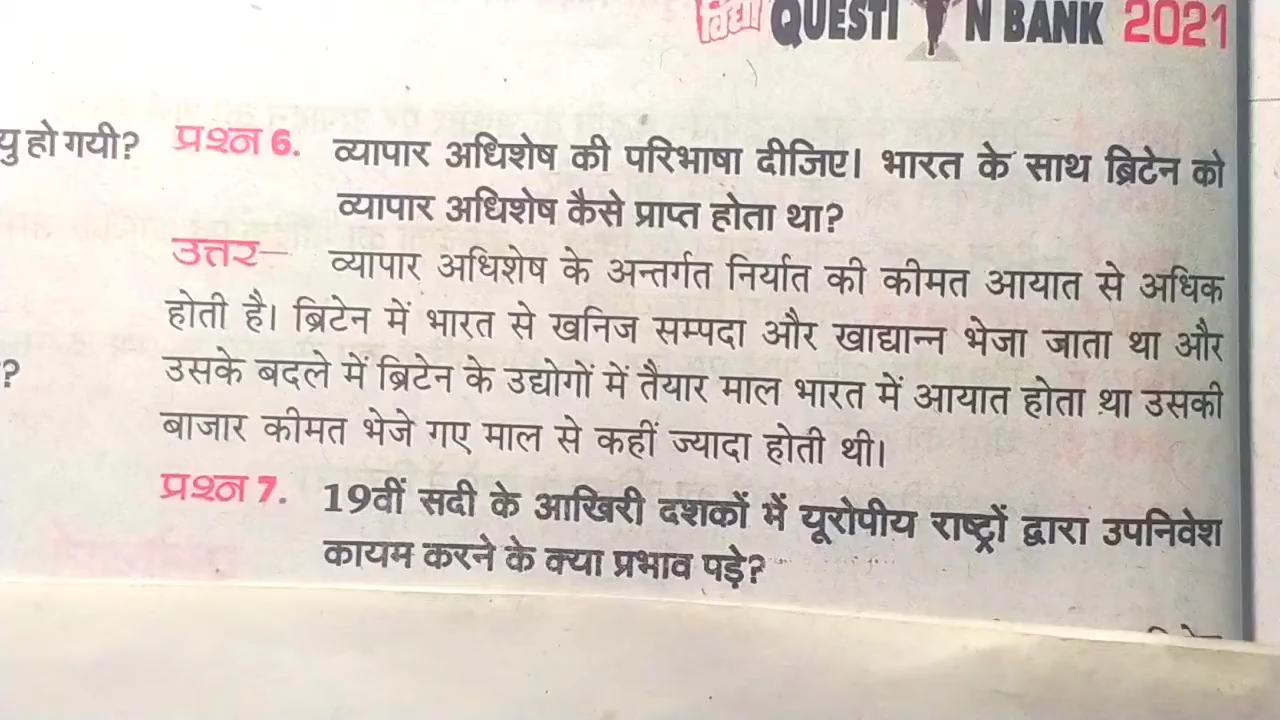 विद्या QUESTION BANK 2021
यु हो गयी?
प्रश्न 6. व्यापार अधिशेष की परिभाषा दीजिए। भारत के साथ ब्रिटेन को
व्यापार अधिशेष कैसे प्राप्त होता था?
उत्तर— व्यापार अधिशेष के अन्तर्गत निर्यात की कीमत आयात से अधिक
होती है। ब्रिटेन में भारत से खनिज सम्पदा और खाद्यान्न भेजा जाता था और
?
उसके बदले में ब्रिटेन के उद्योगों में तैयार माल भारत में आयात होता था उसकी
बाजार कीमत भेजे गए माल से कहीं ज्यादा होती थी।
प्रश्न 7. 19वीं सदी के आखिरी दशकों में यूरोपीय राष्ट्रों द्वारा उपनिवेश
कायम करने के क्या प्रभाव पड़े?